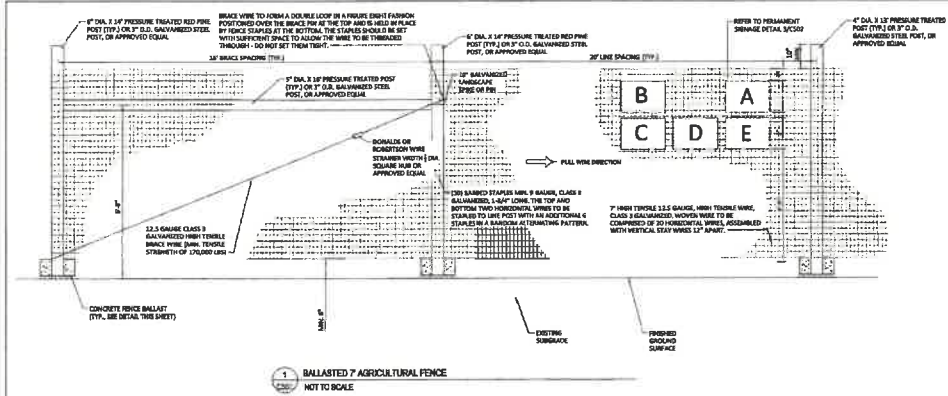 6" DIA. X 14' PRESSURE TREATED RED PINE
POST (TYP.) OR 3" O.D. GALVANIZED STEEL
POST, OR APPROVED EQUAL
BRACE WIRE TO FORM A DOUBLE LOOP IN A FIGURE EIGHT FASHION
POSITIONED OVER THE BRACE PIN AT THE TOP AND IS HELD IN PLACE
BY FENCE STAPLES AT THE BOTTOM. THE STAPLES SHOULD BE SET
WITH SUFFICIENT SPACE TO ALLOW THE WIRE TO BE THREADED
THROUGH - DO NOT SET THEM TIGHT.
6" DIA. X 14' PRESSURE TREATED RED PINE
POST (TYP.) OR 3" O.D. GALVANIZED STEEL
POST, OR APPROVED EQUAL
REFER TO PERMANENT
SIGNAGE DETAIL 5/C502
4" DIA. X 13' PRESSURE TREATED
POST (TYP.) OR 3" O.D.
GALVANIZED STEEL POST, OR
APPROVED EQUAL
BRACE SPACING (TYP.)
20' LINE SPACING (TYP.)
5" DIA. X 16' PRESSURE TREATED POST
(TYP.) OR 3" O.D. GALVANIZED STEEL
POST, OR APPROVED EQUAL
10" GALVANIZED
LANDSCAPE
SPIKE OR PIN
B A
C D E
DONALDS OR
ROBERTSON WIRE
STRAINER WIDTH DIA.
SQUARE HUB OR
APPROVED EQUAL
PULL WIRE DIRECTION
12.5 GAUGE CLASS 3
GALVANIZED HIGH TENSILE
BRACE WIRE (MIN. TENSILE
STRENGTH OF 170,000 LBS)
(30) BARBED STAPLES MIN. 9 GAUGE, CLASS 3
GALVANIZED, 1-3/4" LONG. THE TOP AND
BOTTOM TWO HORIZONTAL WIRES TO BE
STAPLED TO LINE POST WITH AN ADDITIONAL 6
STAPLES IN A RANDOM ALTERNATING PATTERN.
7' HIGH TENSILE 12.5 GAUGE, HIGH TENSILE WIRE,
CLASS 3 GALVANIZED, WOVEN WIRE TO BE
COMPRISED OF 20 HORIZONTAL WIRES, ASSEMBLED
WITH VERTICAL STAY WIRES 12" APART.
CONCRETE FENCE BALLAST
(TYP., SEE DETAIL THIS SHEET)
EXISTING
SUBGRADE
FINISHED
GROUND
SURFACE
1 BALLASTED 7' AGRICULTURAL FENCE
NOT TO SCALE